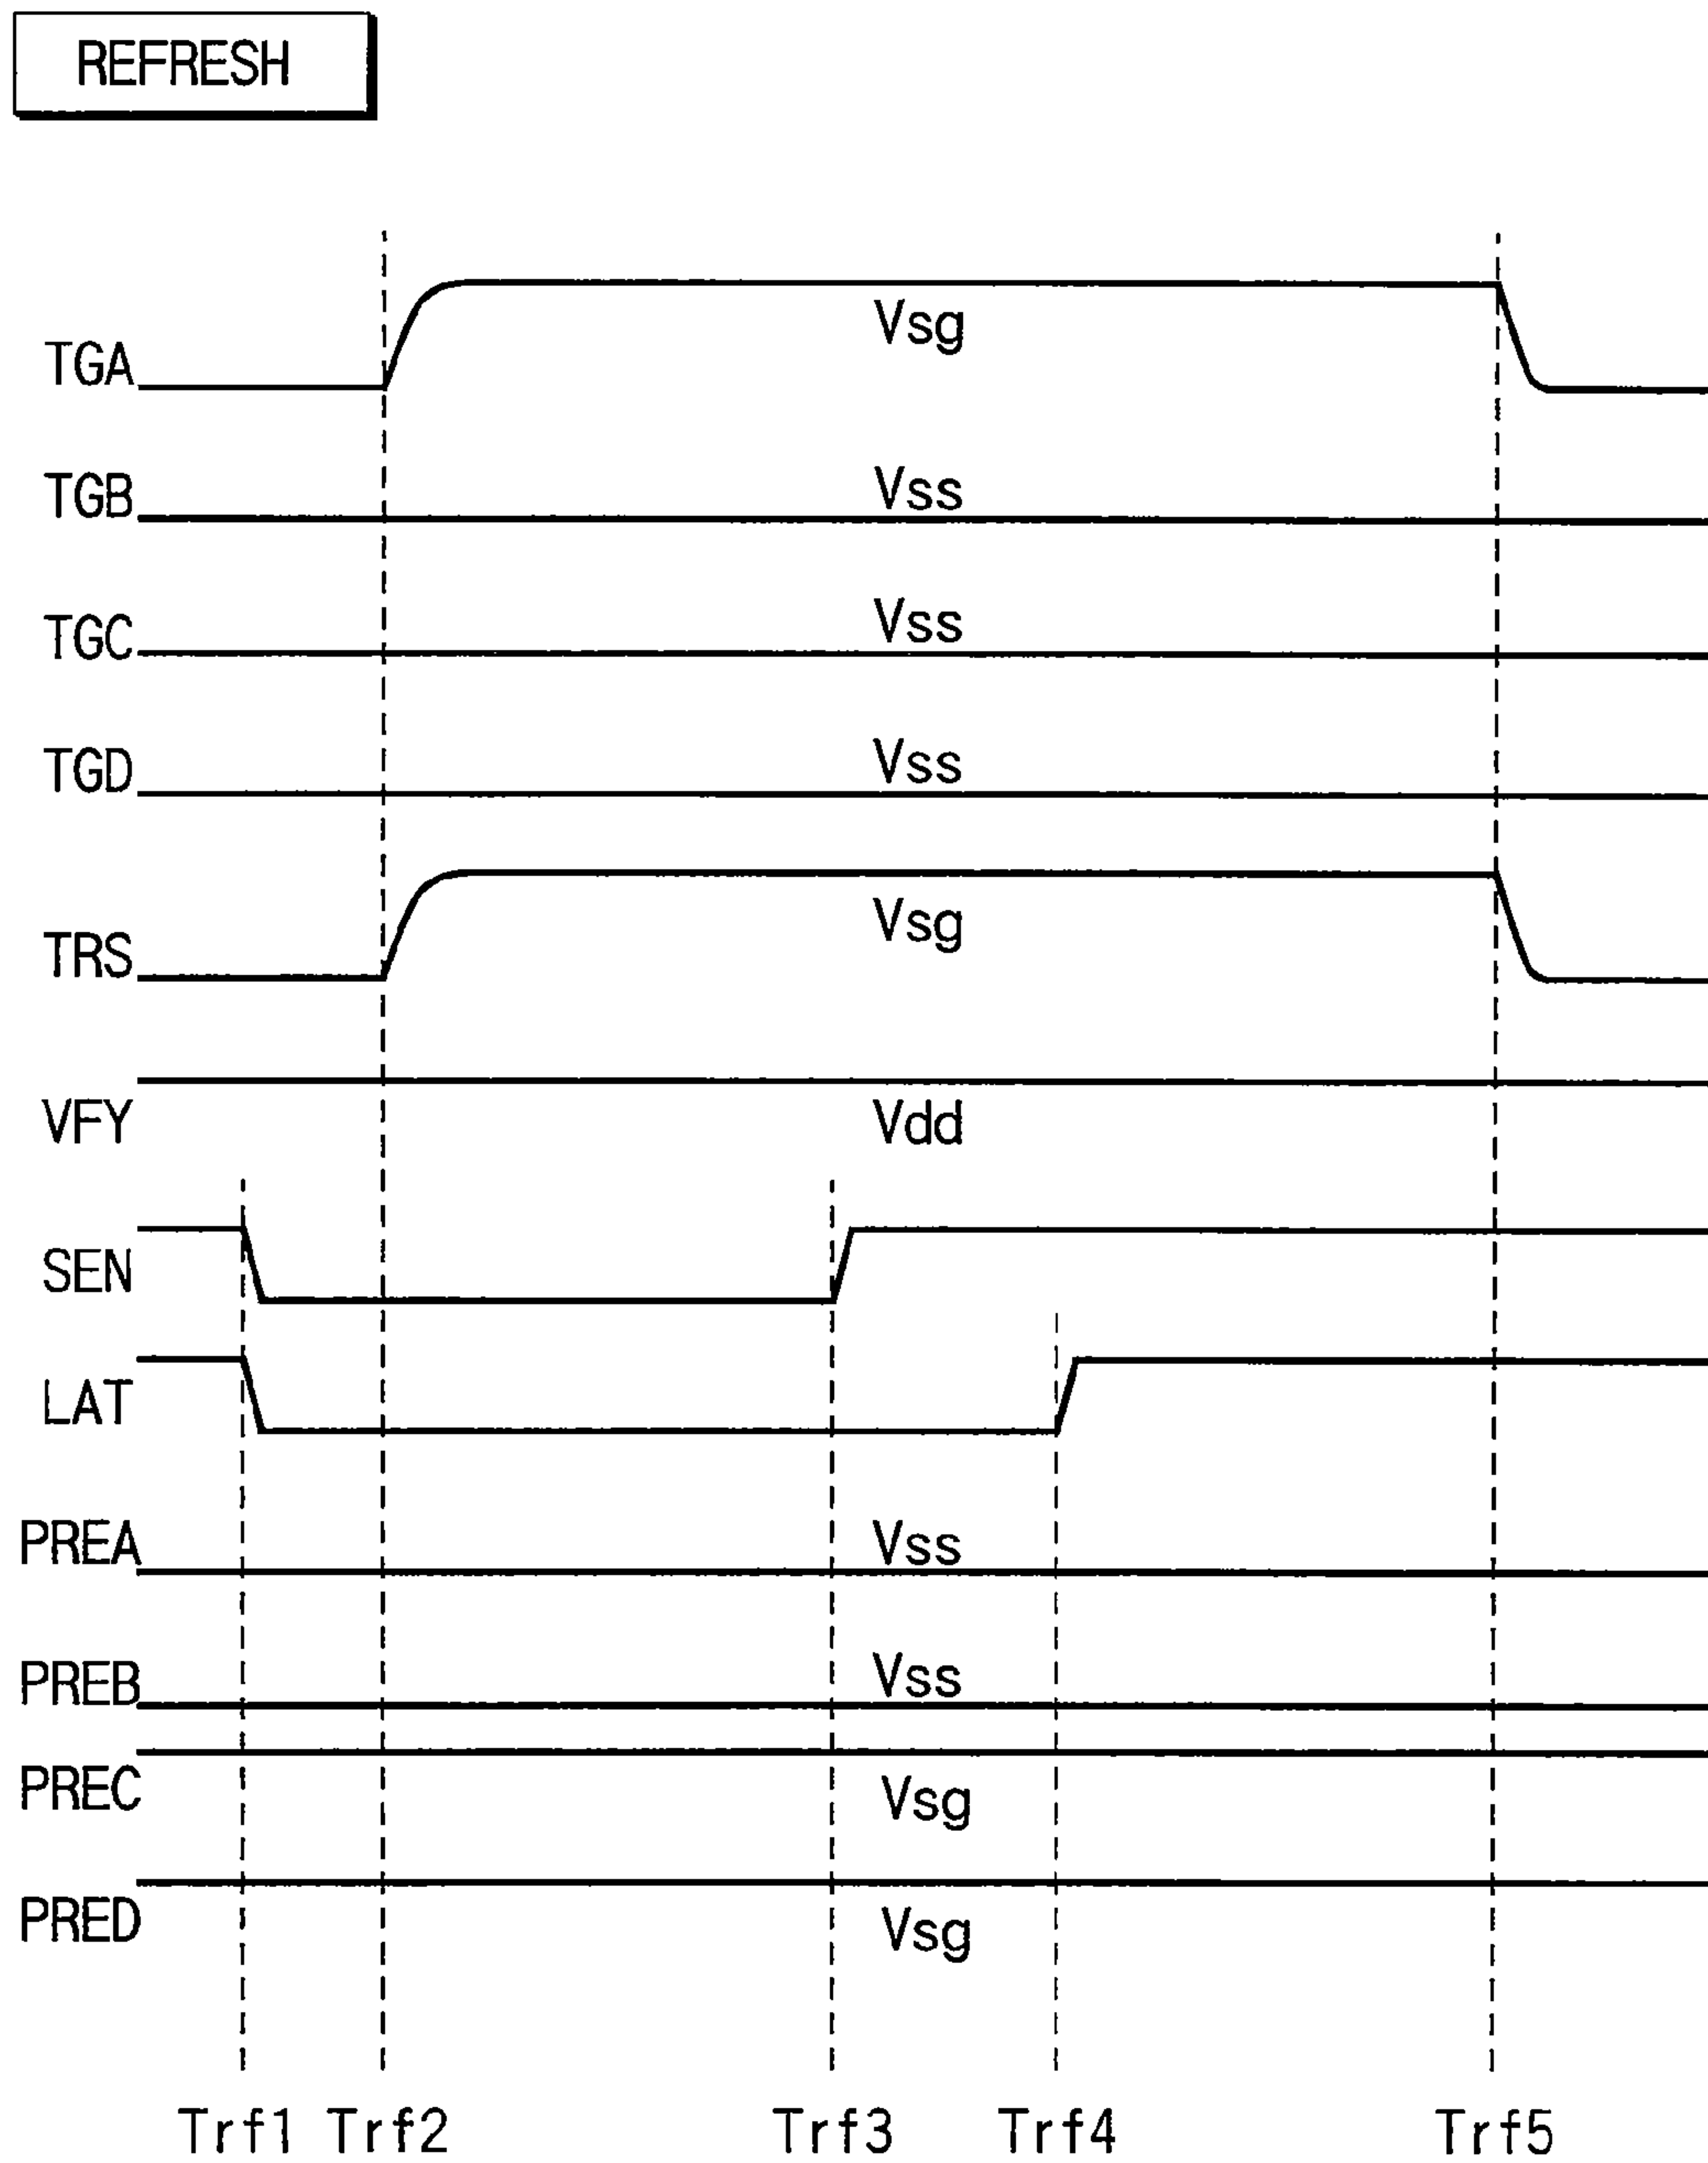 REFRESH
TGA Vsg
TGB Vss
TGC Vss
TGD Vss
TRS Vsg
VFY Vdd
SEN
LAT
PREA Vss
PREB Vss
PREC Vsg
PRED Vsg
Trf1 Trf2 Trf3 Trf4 Trf5